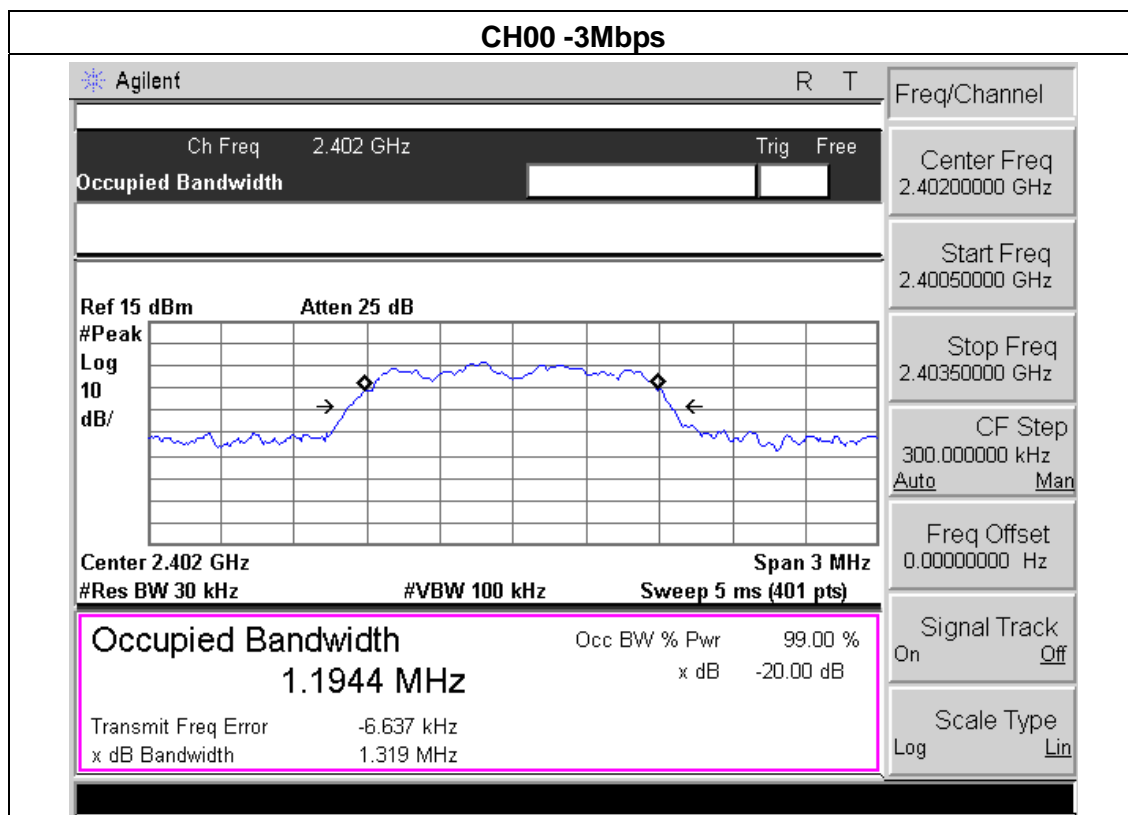 CH00 -3Mbps
Agilent R T
Ch Freq 2.402 GHz Trig Free
Occupied Bandwidth
Ref 15 dBm Atten 25 dB
#Peak
Log
10
dB/
Center 2.402 GHz Span 3 MHz
#Res BW 30 kHz #VBW 100 kHz Sweep 5 ms (401 pts)
Occupied Bandwidth
1.1944 MHz
Occ BW % Pwr 99.00 %
x dB -20.00 dB
Transmit Freq Error -6.637 kHz
x dB Bandwidth 1.319 MHz
Freq/Channel
Center Freq
2.40200000 GHz
Start Freq
2.40050000 GHz
Stop Freq
2.40350000 GHz
CF Step
300.000000 kHz
Auto Man
Freq Offset
0.00000000 Hz
Signal Track
On Off
Scale Type
Log Lin